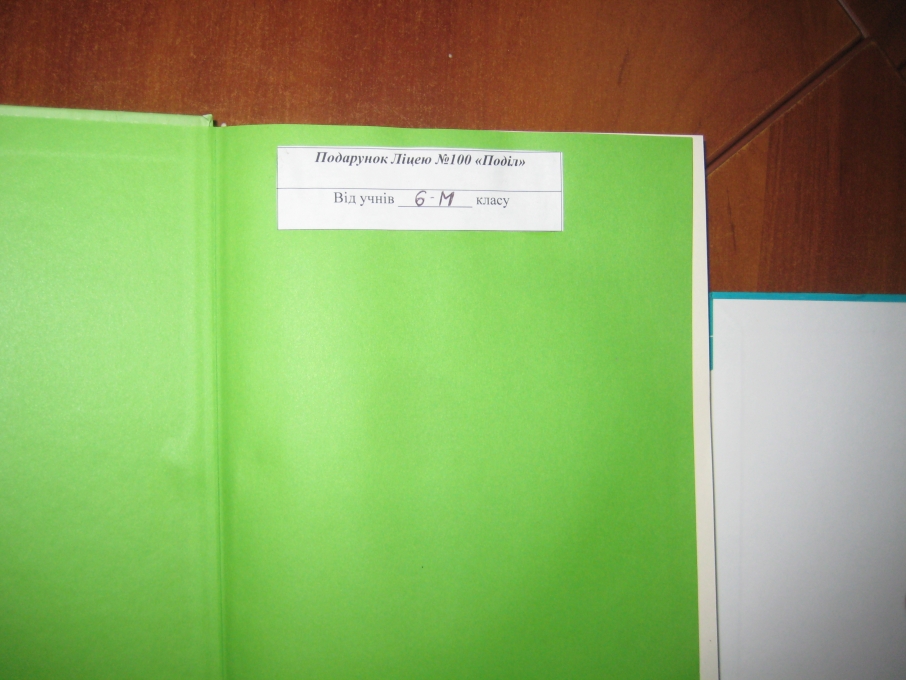 Подарунок Ліцею №100 «Поділ»
Від учнів 6-М класу